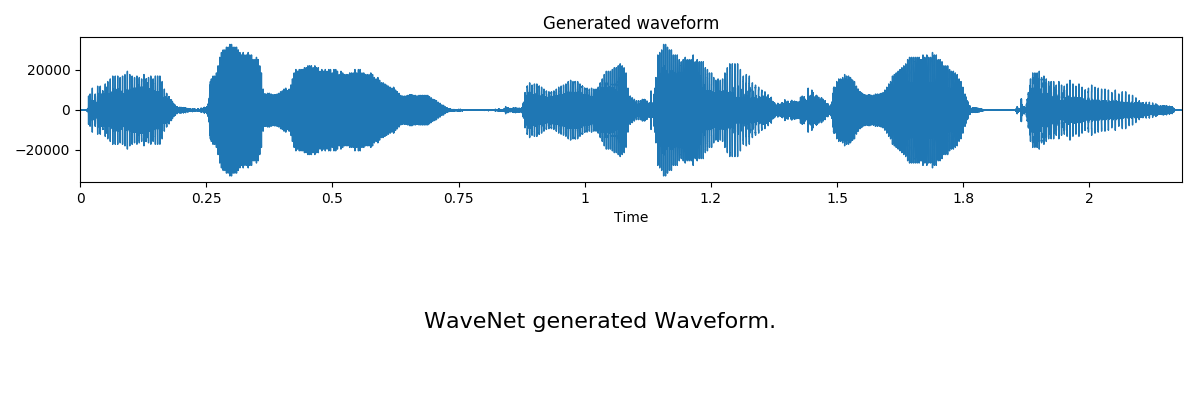 Generated waveform
20000
0
−20000
0 0.25 0.5 0.75 1 1.2 1.5 1.8 2
Time
WaveNet generated Waveform.